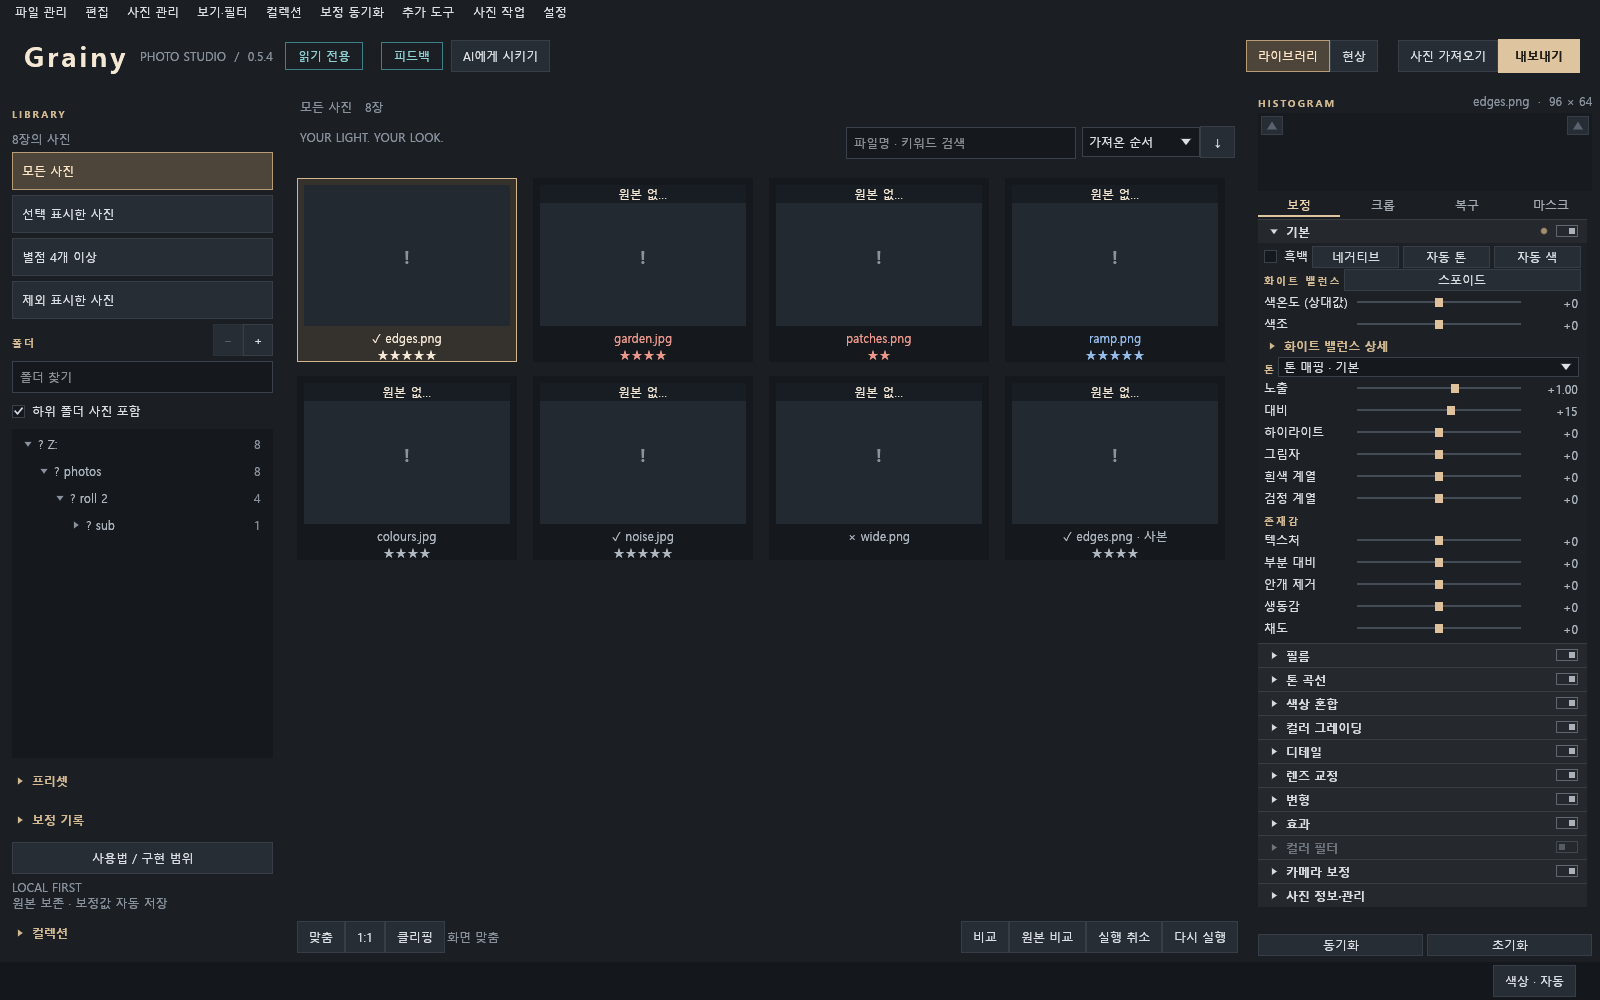 파일 관리 편집 사진 관리 보기·필터 컬렉션 보정 동기화 추가 도구 사진 작업 설정
Grainy PHOTO STUDIO / 0.5.4 읽기 전용 피드백 AI에게 시키기 라이브러리 현상 사진 가져오기 내보내기
LIBRARY
8장의 사진
모든 사진
선택 표시한 사진
별점 4개 이상
제외 표시한 사진
폴더 − +
폴더 찾기
하위 폴더 사진 포함
? Z: 8
? photos 8
? roll 2 4
? sub 1
프리셋
보정 기록
사용법 / 구현 범위
LOCAL FIRST
원본 보존 · 보정값 자동 저장
컬렉션
모든 사진 8장
YOUR LIGHT. YOUR LOOK.
파일명 · 키워드 검색 가져온 순서 ↓
원본 없... 원본 없... 원본 없...
! ! ! !
✓ edges.png garden.jpg patches.png ramp.png
★★★★★ ★★★★ ★★ ★★★★★
원본 없... 원본 없... 원본 없... 원본 없...
! ! ! !
colours.jpg ✓ noise.jpg × wide.png ✓ edges.png · 사본
★★★★ ★★★★★ ★★★★
맞춤 1:1 클리핑 화면 맞춤 비교 원본 비교 실행 취소 다시 실행
HISTOGRAM edges.png · 96 × 64
보정 크롭 복구 마스크
기본
흑백 네거티브 자동 톤 자동 색
화이트 밸런스 스포이드
색온도 (상대값) +0
색조 +0
화이트 밸런스 상세
톤 톤 매핑 · 기본
노출 +1.00
대비 +15
하이라이트 +0
그림자 +0
흰색 계열 +0
검정 계열 +0
존재감
텍스처 +0
부분 대비 +0
안개 제거 +0
생동감 +0
채도 +0
필름
톤 곡선
색상 혼합
컬러 그레이딩
디테일
렌즈 교정
변형
효과
컬러 필터
카메라 보정
사진 정보·관리
동기화 초기화
색상 · 자동